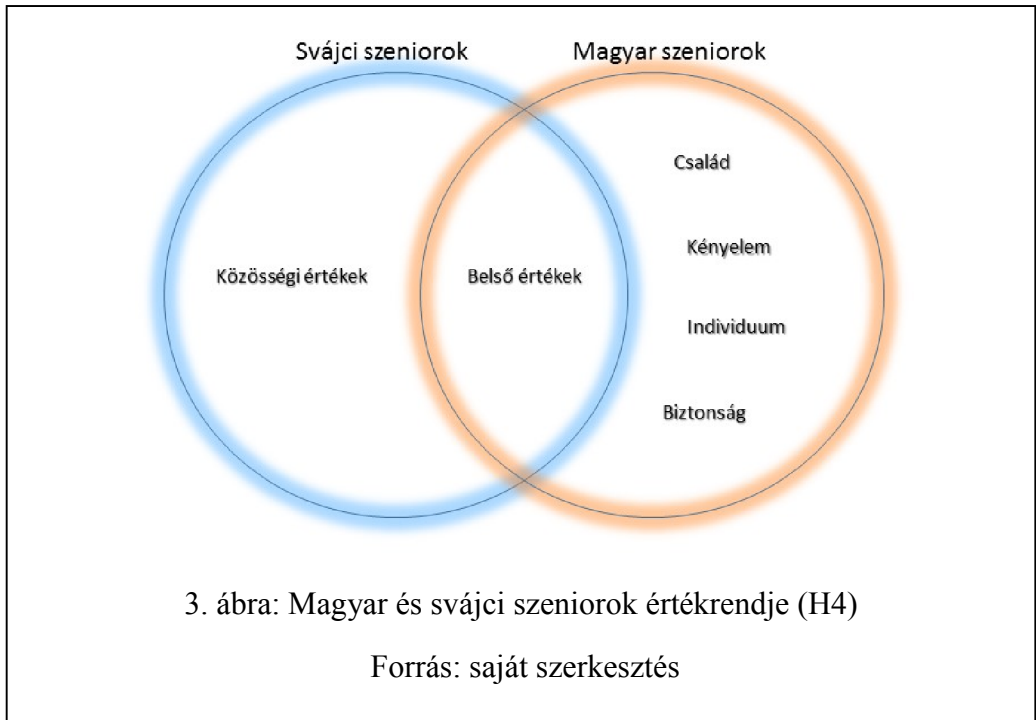 Svájci szeniorok
Magyar szeniorok
Család
Kényelem
Közösségi értékek
Belső értékek
Individuum
Biztonság
3. ábra: Magyar és svájci szeniorok értékrendje (H4)
Forrás: saját szerkesztés